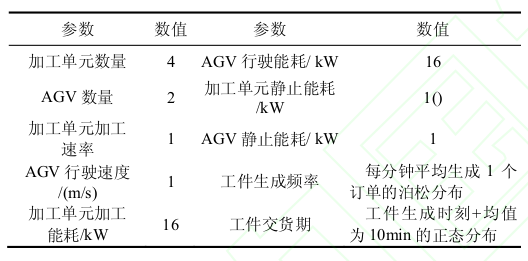 参数 数值 参数 数值
加工单元数量 4 AGV 行驶能耗/ kW 16
AGV 数量 2 加工单元静止能耗/kW 1()
加工单元加工速率 1 AGV 静止能耗/ kW 1
AGV 行驶速度/(m/s) 1 工件生成频率 每分钟平均生成 1 个订单的泊松分布
加工单元加工能耗/kW 16 工件交货期 工件生成时刻+均值为 10min 的正态分布